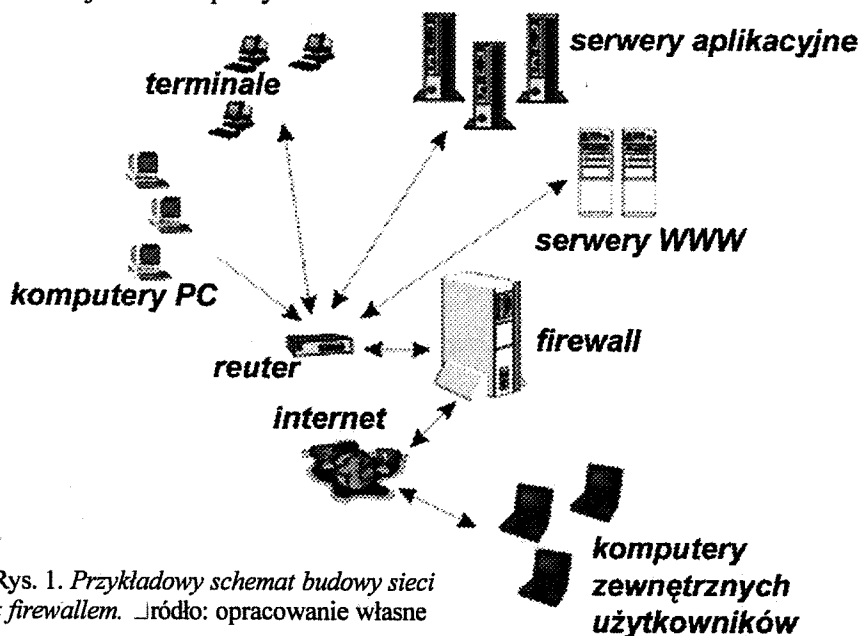 serwery aplikacyjne
terminale
serwery WWW
komputery PC
firewall
reuter
internet
komputery
zewnętrznych
użytkowników
Rys. 1. Przykładowy schemat budowy sieci
firewallem. ródło: opracowanie własne